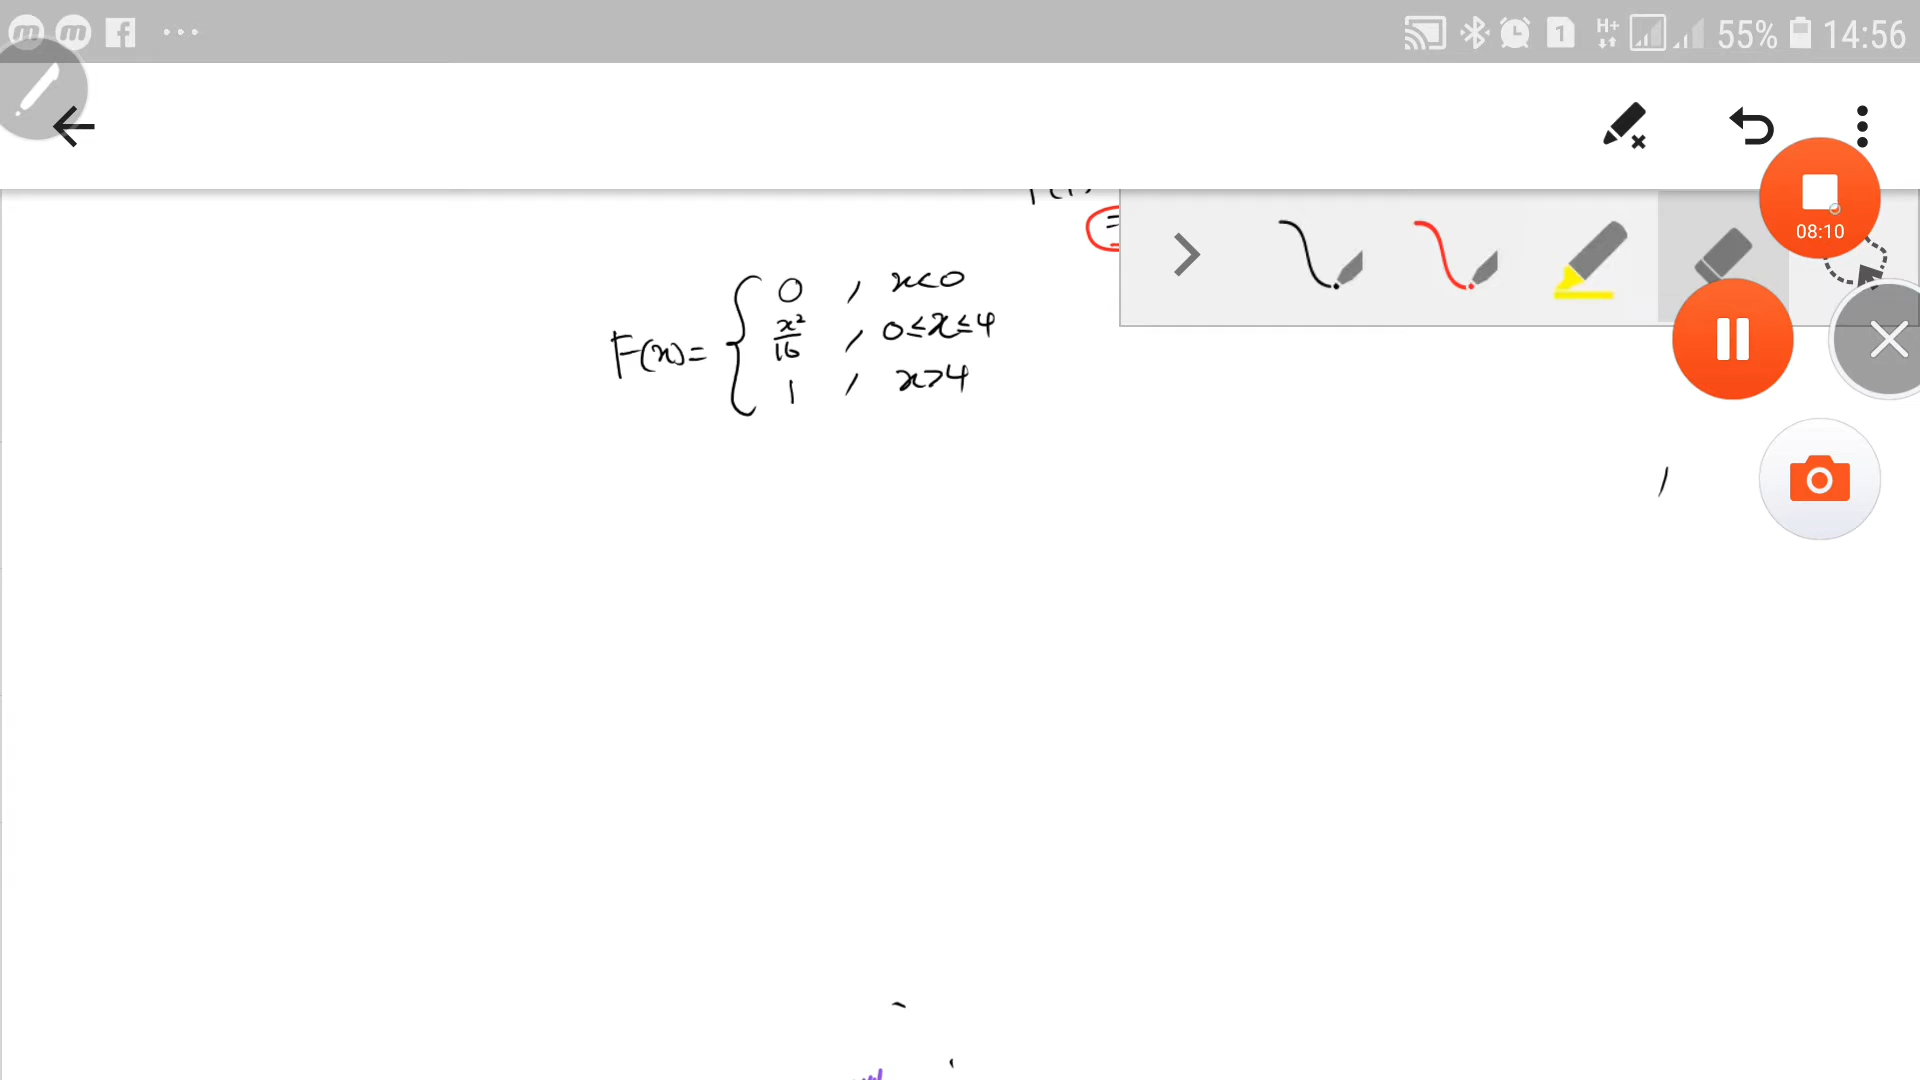 55% 14:56
08:10
F(x)= { 0 , x<0
x²/16 , 0≤x≤4
1 , x>4